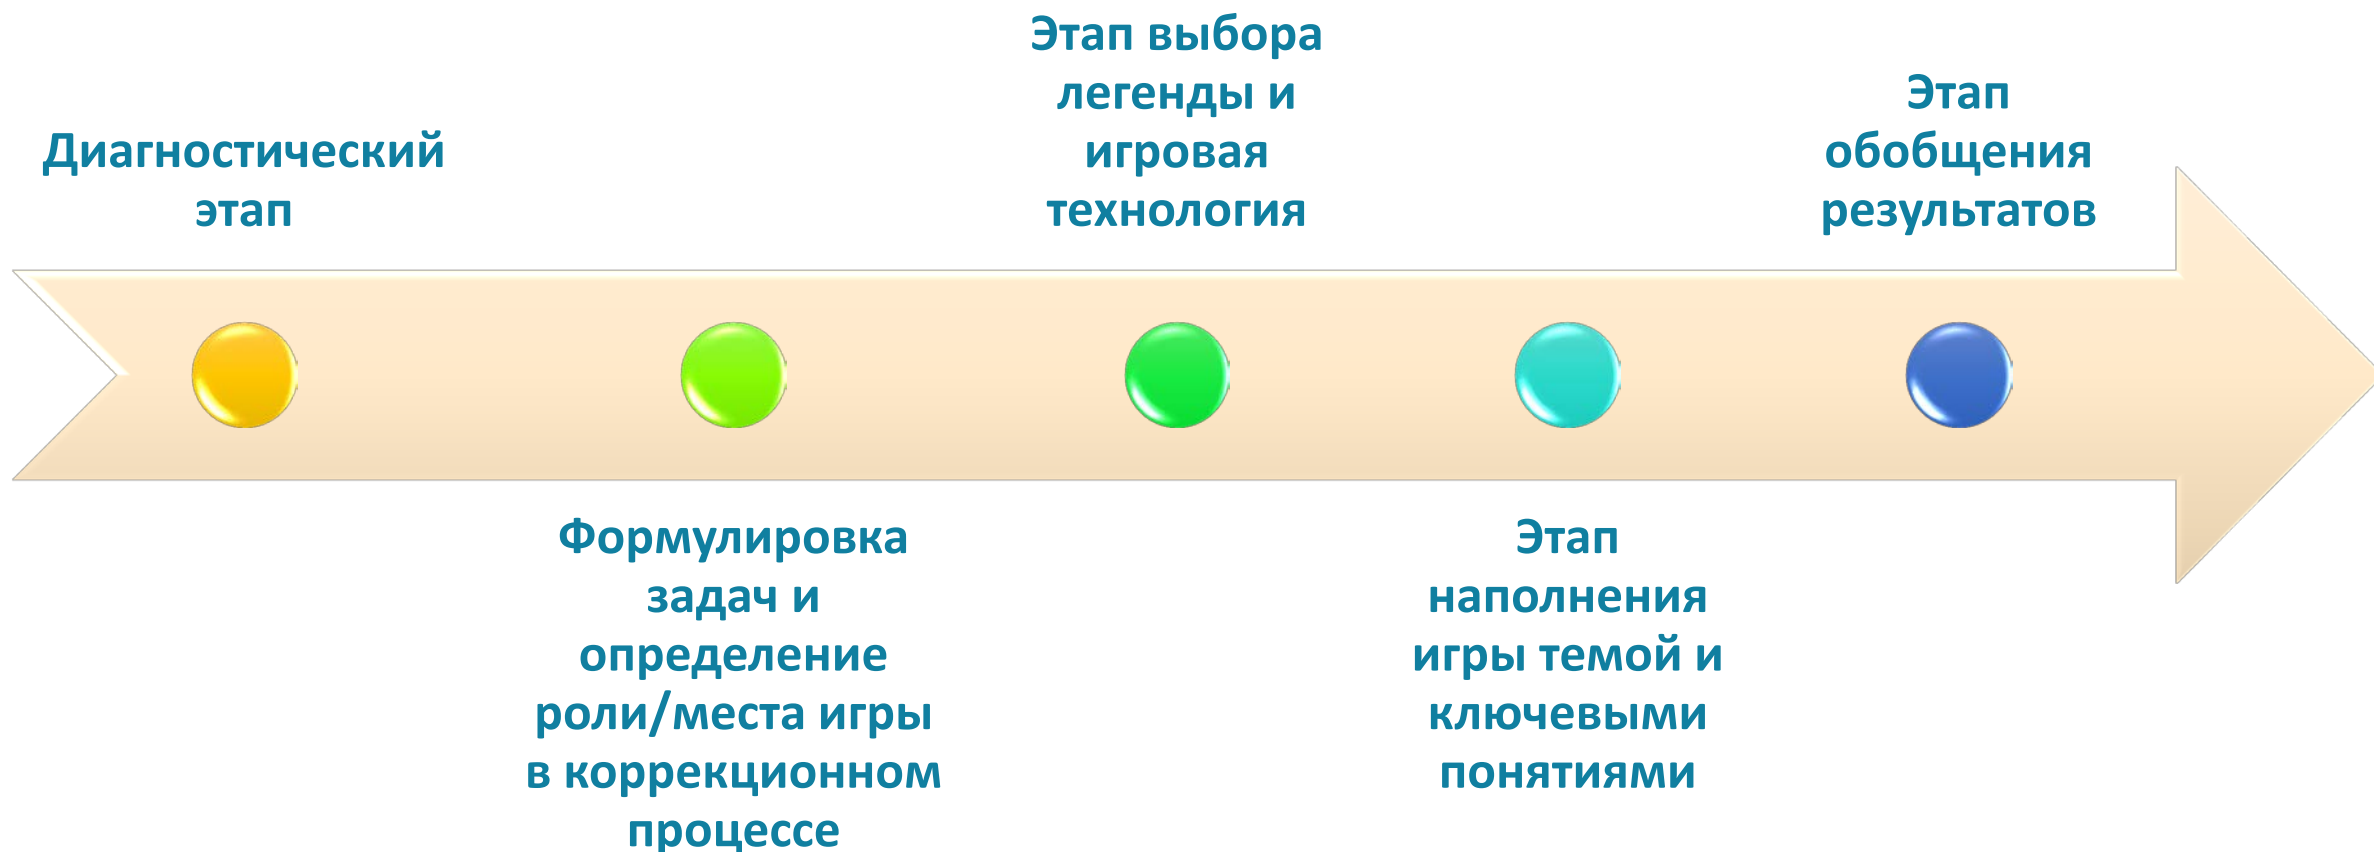 Диагностический
этап
Формулировка
задач и
определение
роли/места игры
в коррекционном
процессе
Этап выбора
легенды и
игровая
технология
Этап
наполнения
игры темой и
ключевыми
понятиями
Этап
обобщения
результатов